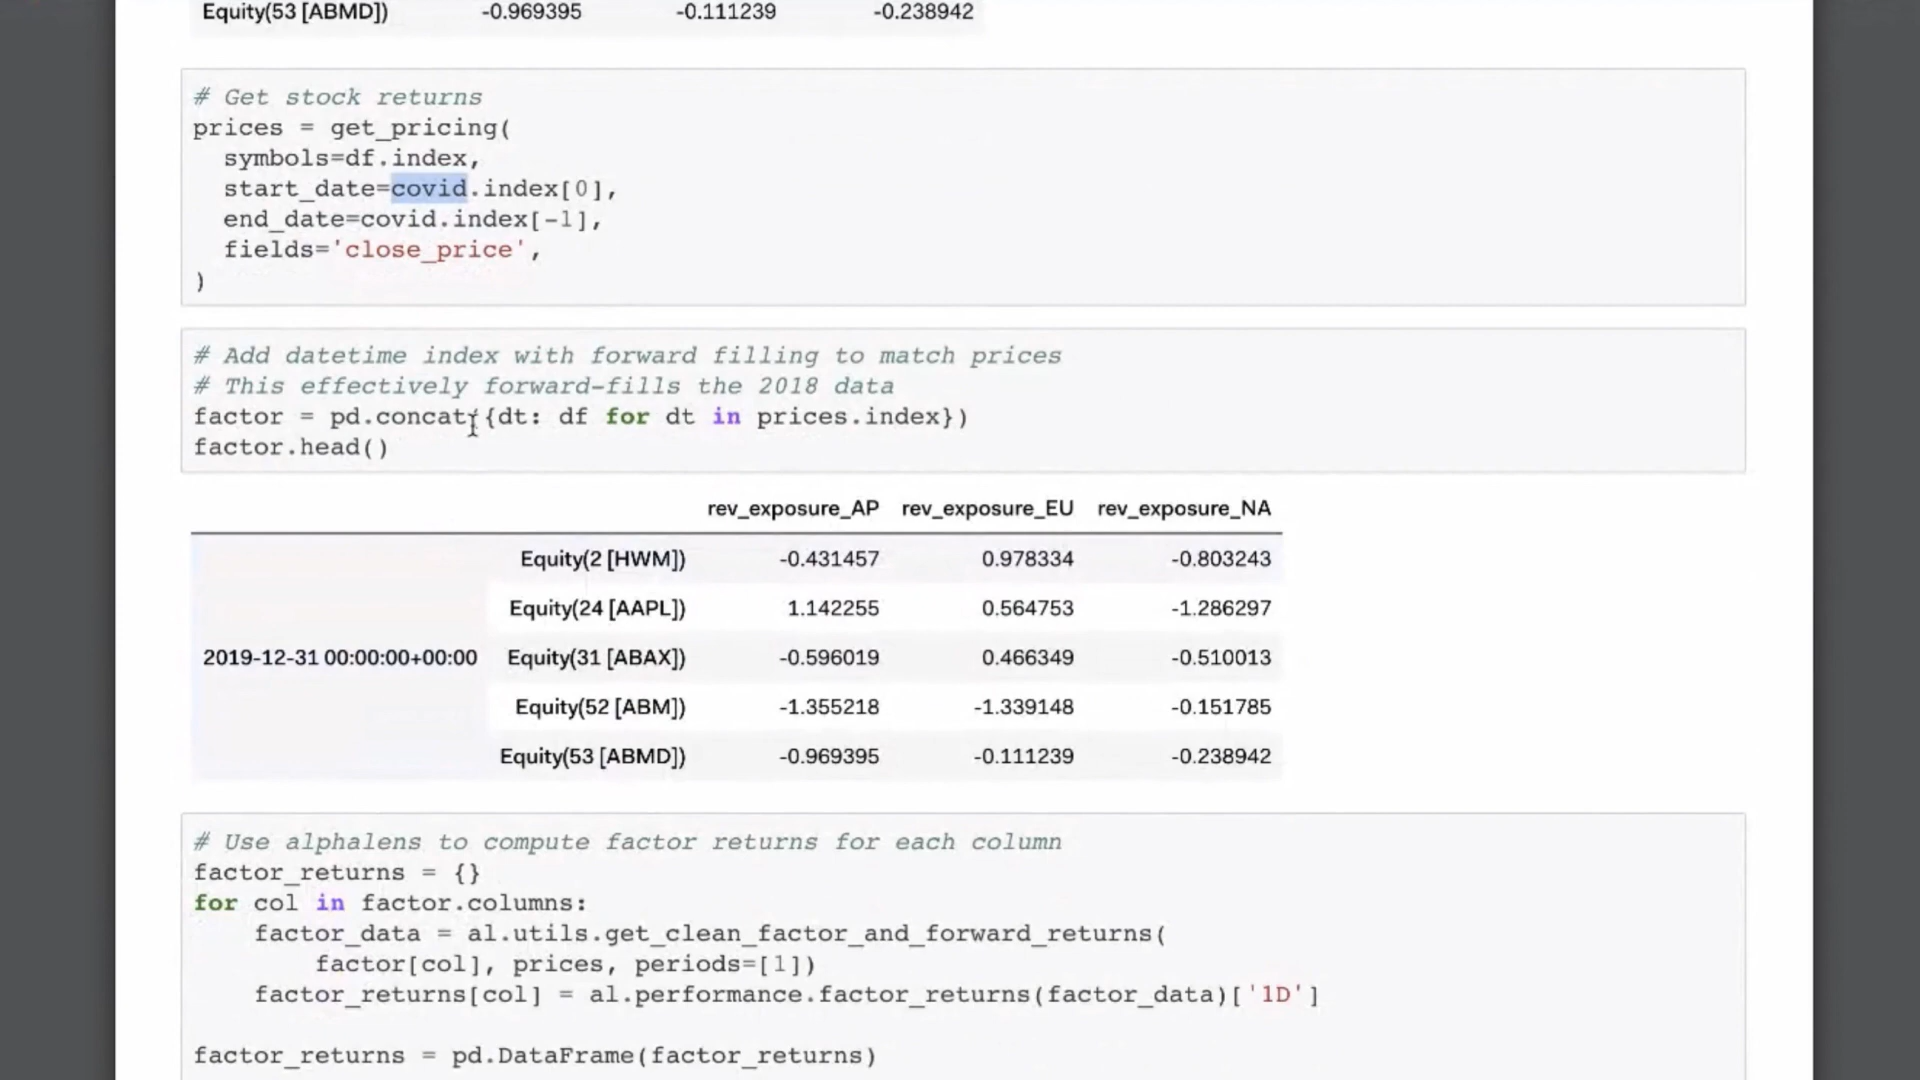 Equity(53 [ABMD]) -0.969395 -0.111239 -0.238942
# Get stock returns
prices = get_pricing(
symbols=df.index,
start_date=covid.index[0],
end_date=covid.index[-1],
fields='close_price',
)
# Add datetime index with forward filling to match prices
# This effectively forward-fills the 2018 data
factor = pd.concat({dt: df for dt in prices.index})
factor.head()
rev_exposure_AP rev_exposure_EU rev_exposure_NA
Equity(2 [HWM]) -0.431457 0.978334 -0.803243
Equity(24 [AAPL]) 1.142255 0.564753 -1.286297
2019-12-31 00:00:00+00:00 Equity(31 [ABAX]) -0.596019 0.466349 -0.510013
Equity(52 [ABM]) -1.355218 -1.339148 -0.151785
Equity(53 [ABMD]) -0.969395 -0.111239 -0.238942
# Use alphalens to compute factor returns for each column
factor_returns = {}
for col in factor.columns:
factor_data = al.utils.get_clean_factor_and_forward_returns(
factor[col], prices, periods=[1])
factor_returns[col] = al.performance.factor_returns(factor_data)['1D']
factor_returns = pd.DataFrame(factor_returns)